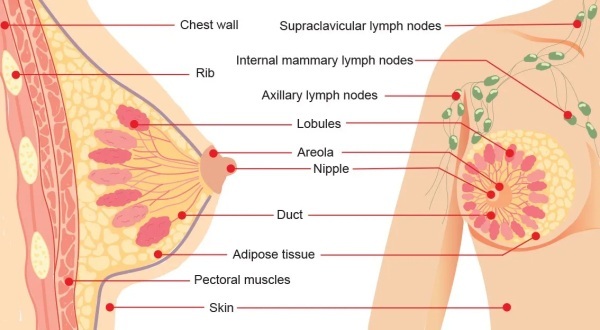 Chest wall
Supraclavicular lymph nodes
Rib
Internal mammary lymph nodes
Axillary lymph nodes
Lobules
Areola
Nipple
Duct
Adipose tissue
Pectoral muscles
Skin